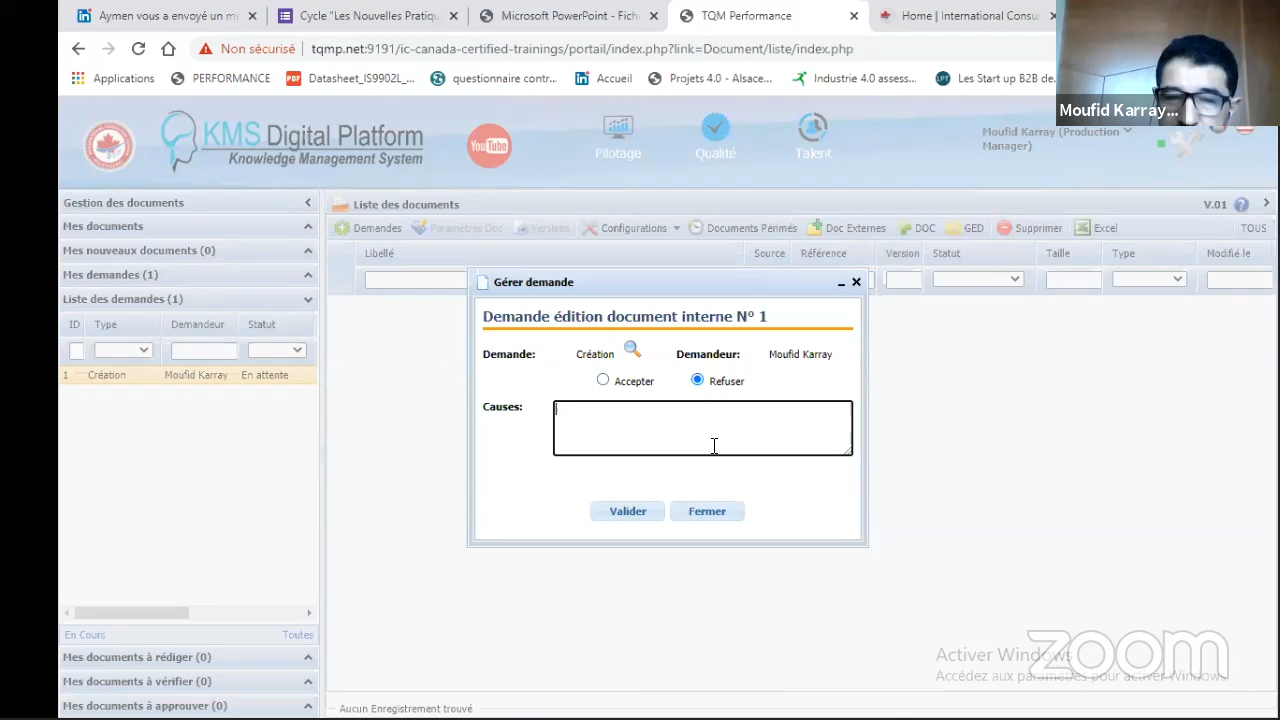 Aymen vous a envoyé un m
Cycle "Les Nouvelles Pratiqu
Microsoft PowerPoint - Fich
TQM Performance
Home | International Consu
Non sécurisé
tqmp.net:9191/ic-canada-certified-trainings/portail/index.php?link=Document/liste/index.php
Applications
PERFORMANCE
Datasheet_IS9902L_...
questionnaire contr...
Accueil
Projets 4.0 - Alsace...
Industrie 4.0 assess...
Les Start up B2B de
Moufid Karray...
KMS Digital Platform
Knowledge Management System
YouTube
Pilotage
Qualité
Talent
Moufid Karray (Production
Manager)
Gestion des documents
Liste des documents
V.01
Mes documents
Demandes
Paramètres Doc
Versions
Configurations
Documents Périmés
Doc Externes
DOC
GED
Supprimer
Excel
TOUS
Mes nouveaux documents (0)
Libellé
Source
Référence
Version
Statut
Taille
Type
Modifié le
Mes demandes (1)
Liste des demandes (1)
ID
Type
Demandeur
Statut
1
Création
Moufid Karray
En attente
Gérer demande
Demande édition document interne N° 1
Demande:
Création
Demandeur:
Moufid Karray
Accepter
Refuser
Causes:
Valider
Fermer
En Cours
Toutes
Mes documents à rédiger (0)
Mes documents à vérifier (0)
Mes documents à approuver (0)
Aucun Enregistrement trouvé
Activer Windows
Accédez aux paramètres pour activer Windows.
zoom